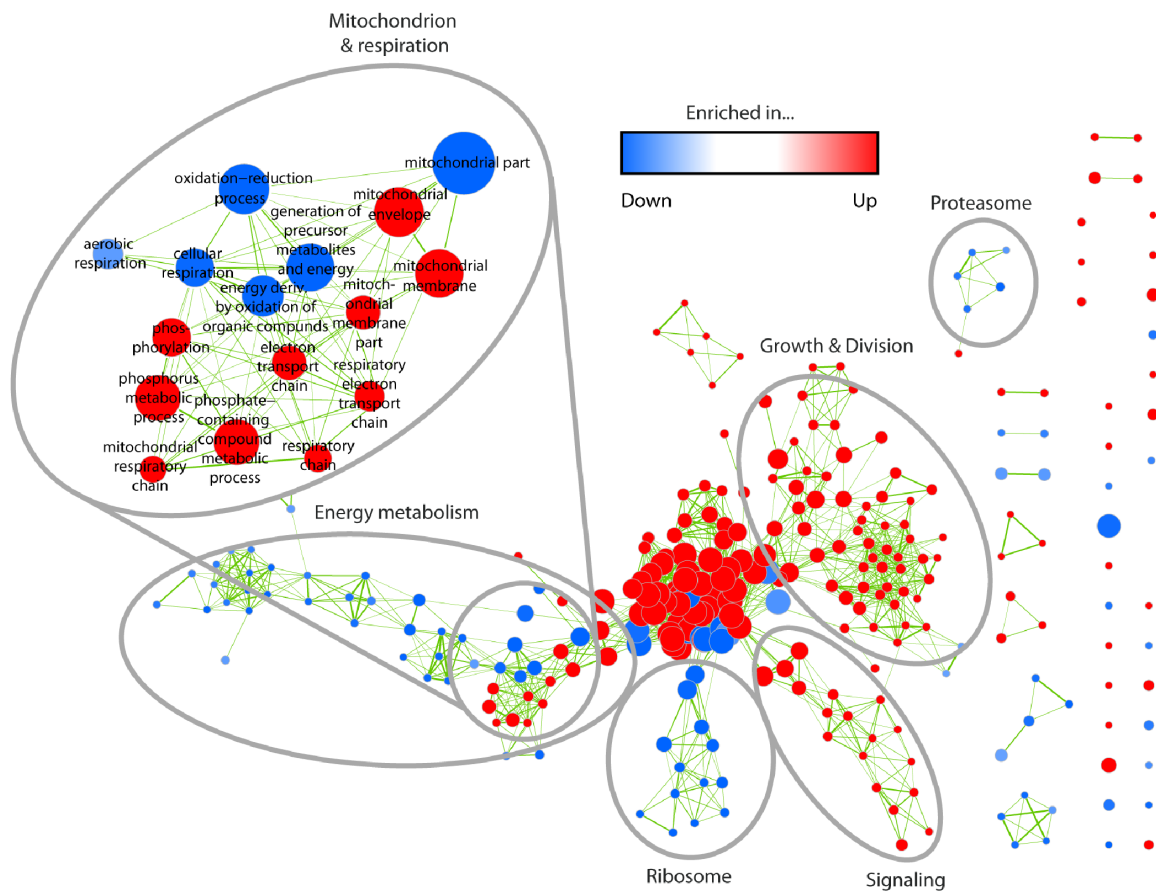 Mitochondrion
& respiration
Enriched in...
Down
Up
mitochondrial part
oxidation–reduction
process
mitochondrial
envelope
generation of
precursor
metabolites
and energy
aerobic
respiration
cellular
respiration
mitochondrial
membrane
energy deriv.
by oxidation of
organic compunds
mitoch-
ondrial
membrane
part
phos-
phorylation
electron
transport
chain
respiratory
electron
transport
chain
phosphorus
metabolic
process
phosphate–
containing
compound
metabolic
process
mitochondrial
respiratory
chain
respiratory
chain
Proteasome
Growth & Division
Energy metabolism
Ribosome
Signaling